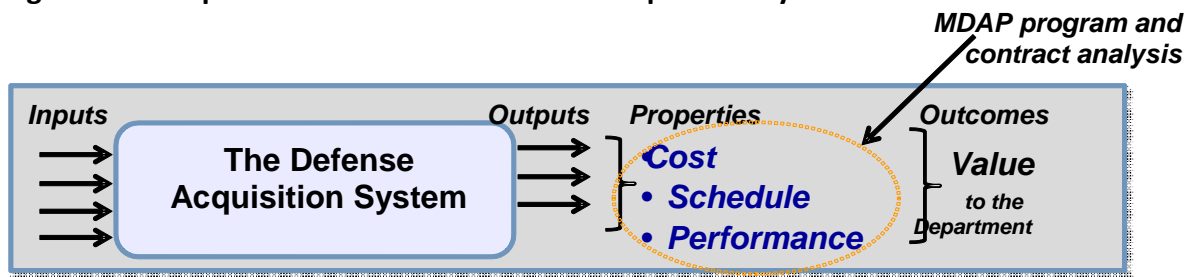 MDAP program and
contract analysis
Inputs
Outputs
Properties
Outcomes
The Defense
Acquisition System
•Cost
• Schedule
• Performance
Value
to the
Department